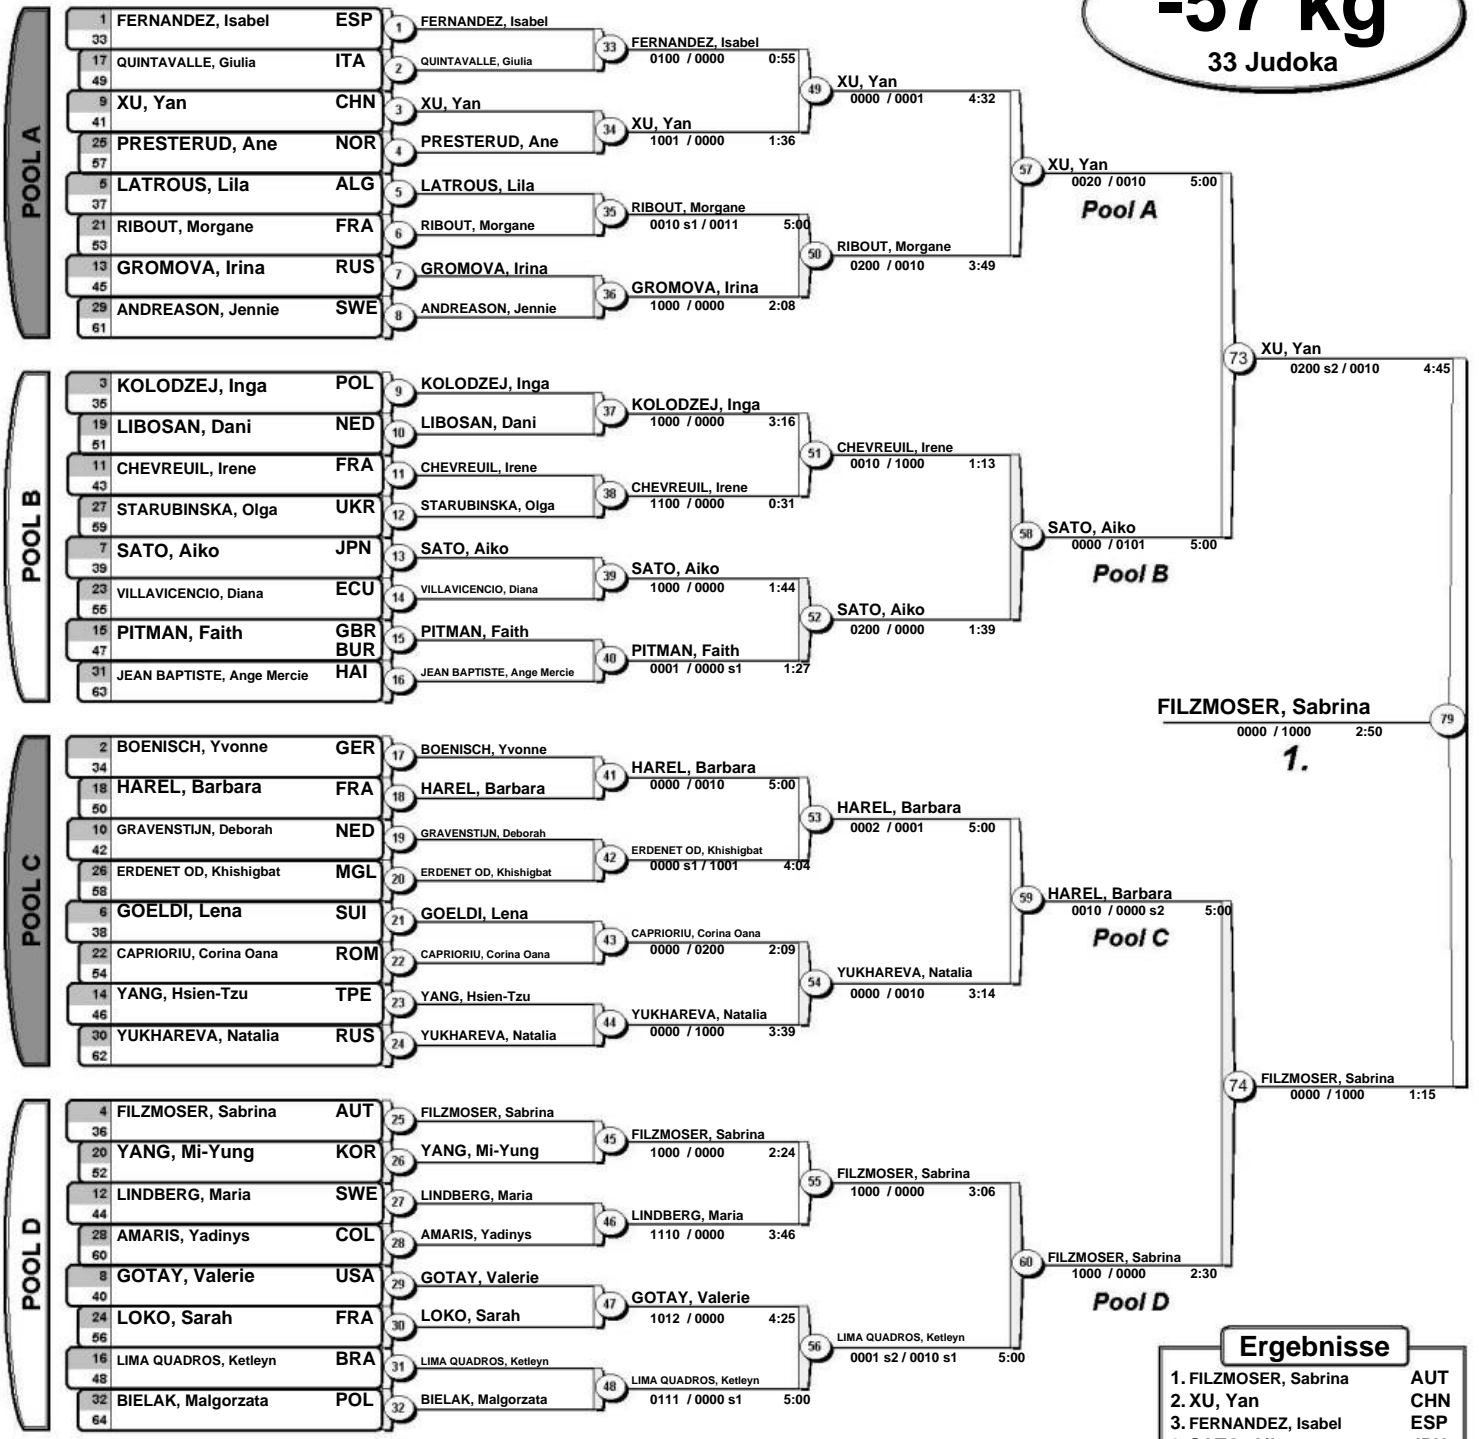 -57 kg
33 Judoka
POOL A
1 FERNANDEZ, Isabel ESP
33
17 QUINTAVALLE, Giulia ITA
49
9 XU, Yan CHN
41
25 PRESTERUD, Ane NOR
57
5 LATROUS, Lila ALG
37
21 RIBOUT, Morgane FRA
53
13 GROMOVA, Irina RUS
45
29 ANDREASON, Jennie SWE
61
1 FERNANDEZ, Isabel
2 QUINTAVALLE, Giulia
3 XU, Yan
4 PRESTERUD, Ane
5 LATROUS, Lila
6 RIBOUT, Morgane
7 GROMOVA, Irina
8 ANDREASON, Jennie
33 FERNANDEZ, Isabel
0100 / 0000 0:55
34 XU, Yan
1001 / 0000 1:36
35 RIBOUT, Morgane
0010 s1 / 0011 5:00
36 GROMOVA, Irina
1000 / 0000 2:08
49 XU, Yan
0000 / 0001 4:32
50 RIBOUT, Morgane
0200 / 0010 3:49
57 XU, Yan
0020 / 0010 5:00
Pool A
POOL B
3 KOLODZEJ, Inga POL
35
19 LIBOSAN, Dani NED
51
11 CHEVREUIL, Irene FRA
43
27 STARUBINSKA, Olga UKR
59
7 SATO, Aiko JPN
39
23 VILLAVICENCIO, Diana ECU
55
15 PITMAN, Faith GBR
47 BUR
31 JEAN BAPTISTE, Ange Mercie HAI
63
9 KOLODZEJ, Inga
10 LIBOSAN, Dani
11 CHEVREUIL, Irene
12 STARUBINSKA, Olga
13 SATO, Aiko
14 VILLAVICENCIO, Diana
15 PITMAN, Faith
16 JEAN BAPTISTE, Ange Mercie
37 KOLODZEJ, Inga
1000 / 0000 3:16
38 CHEVREUIL, Irene
1100 / 0000 0:31
39 SATO, Aiko
1000 / 0000 1:44
40 PITMAN, Faith
0001 / 0000 s1 1:27
51 CHEVREUIL, Irene
0010 / 1000 1:13
52 SATO, Aiko
0200 / 0000 1:39
58 SATO, Aiko
0000 / 0101 5:00
Pool B
73 XU, Yan
0200 s2 / 0010 4:45
FILZMOSER, Sabrina 79
0000 / 1000 2:50
1.
POOL C
2 BOENISCH, Yvonne GER
34
18 HAREL, Barbara FRA
50
10 GRAVENSTIJN, Deborah NED
42
26 ERDENET OD, Khishigbat MGL
58
6 GOELDI, Lena SUI
38
22 CAPRIORIU, Corina Oana ROM
54
14 YANG, Hsien-Tzu TPE
46
30 YUKHAREVA, Natalia RUS
62
17 BOENISCH, Yvonne
18 HAREL, Barbara
19 GRAVENSTIJN, Deborah
20 ERDENET OD, Khishigbat
21 GOELDI, Lena
22 CAPRIORIU, Corina Oana
23 YANG, Hsien-Tzu
24 YUKHAREVA, Natalia
41 HAREL, Barbara
0000 / 0010 5:00
42 ERDENET OD, Khishigbat
0000 s1 / 1001 4:04
43 CAPRIORIU, Corina Oana
0000 / 0200 2:09
44 YUKHAREVA, Natalia
0000 / 1000 3:39
53 HAREL, Barbara
0002 / 0001 5:00
54 YUKHAREVA, Natalia
0000 / 0010 3:14
59 HAREL, Barbara
0010 / 0000 s2 5:00
Pool C
POOL D
4 FILZMOSER, Sabrina AUT
36
20 YANG, Mi-Yung KOR
52
12 LINDBERG, Maria SWE
44
28 AMARIS, Yadinys COL
60
8 GOTAY, Valerie USA
40
24 LOKO, Sarah FRA
56
16 LIMA QUADROS, Ketleyn BRA
48
32 BIELAK, Malgorzata POL
64
25 FILZMOSER, Sabrina
26 YANG, Mi-Yung
27 LINDBERG, Maria
28 AMARIS, Yadinys
29 GOTAY, Valerie
30 LOKO, Sarah
31 LIMA QUADROS, Ketleyn
32 BIELAK, Malgorzata
45 FILZMOSER, Sabrina
1000 / 0000 2:24
46 LINDBERG, Maria
1110 / 0000 3:46
47 GOTAY, Valerie
1012 / 0000 4:25
48 LIMA QUADROS, Ketleyn
0111 / 0000 s1 5:00
55 FILZMOSER, Sabrina
1000 / 0000 3:06
56 LIMA QUADROS, Ketleyn
0001 s2 / 0010 s1 5:00
60 FILZMOSER, Sabrina
1000 / 0000 2:30
Pool D
74 FILZMOSER, Sabrina
0000 / 1000 1:15
Ergebnisse
1. FILZMOSER, Sabrina AUT
2. XU, Yan CHN
3. FERNANDEZ, Isabel ESP